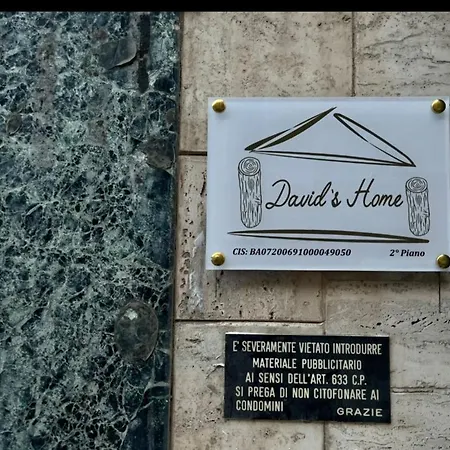 David's Home
CIS: BA07200691000049050 2° Piano
E' SEVERAMENTE VIETATO INTRODURRE
MATERIALE PUBBLICITARIO
AI SENSI DELL'ART. 633 C.P.
SI PREGA DI NON CITOFONARE AI
CONDOMINI GRAZIE